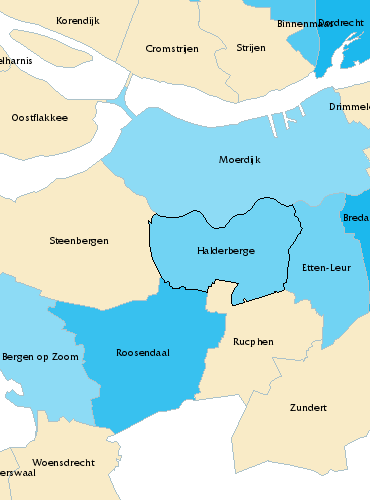 Korendijk
Binnenmaas
Dordrecht
Cromstrijen
Strijen
elharnis
Oostflakkee
Drimmele
Moerdijk
Breda
Steenbergen
Halderberge
Etten-Leur
Bergen op Zoom
Roosendaal
Rucphen
Zundert
Woensdrecht
erswaal